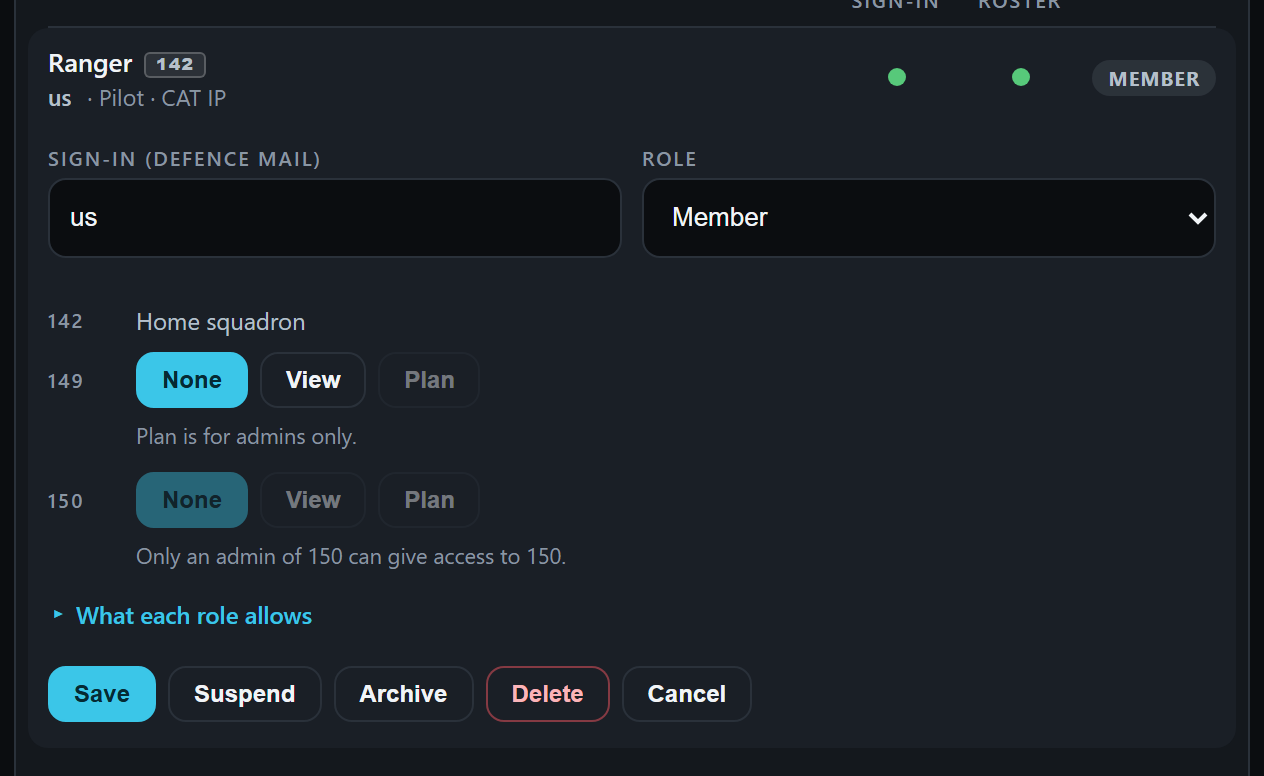 SIGN-IN ROSTER
Ranger 142
us · Pilot · CAT IP
MEMBER
SIGN-IN (DEFENCE MAIL) ROLE
us Member
142 Home squadron
149 None View Plan
Plan is for admins only.
150 None View Plan
Only an admin of 150 can give access to 150.
What each role allows
Save Suspend Archive Delete Cancel